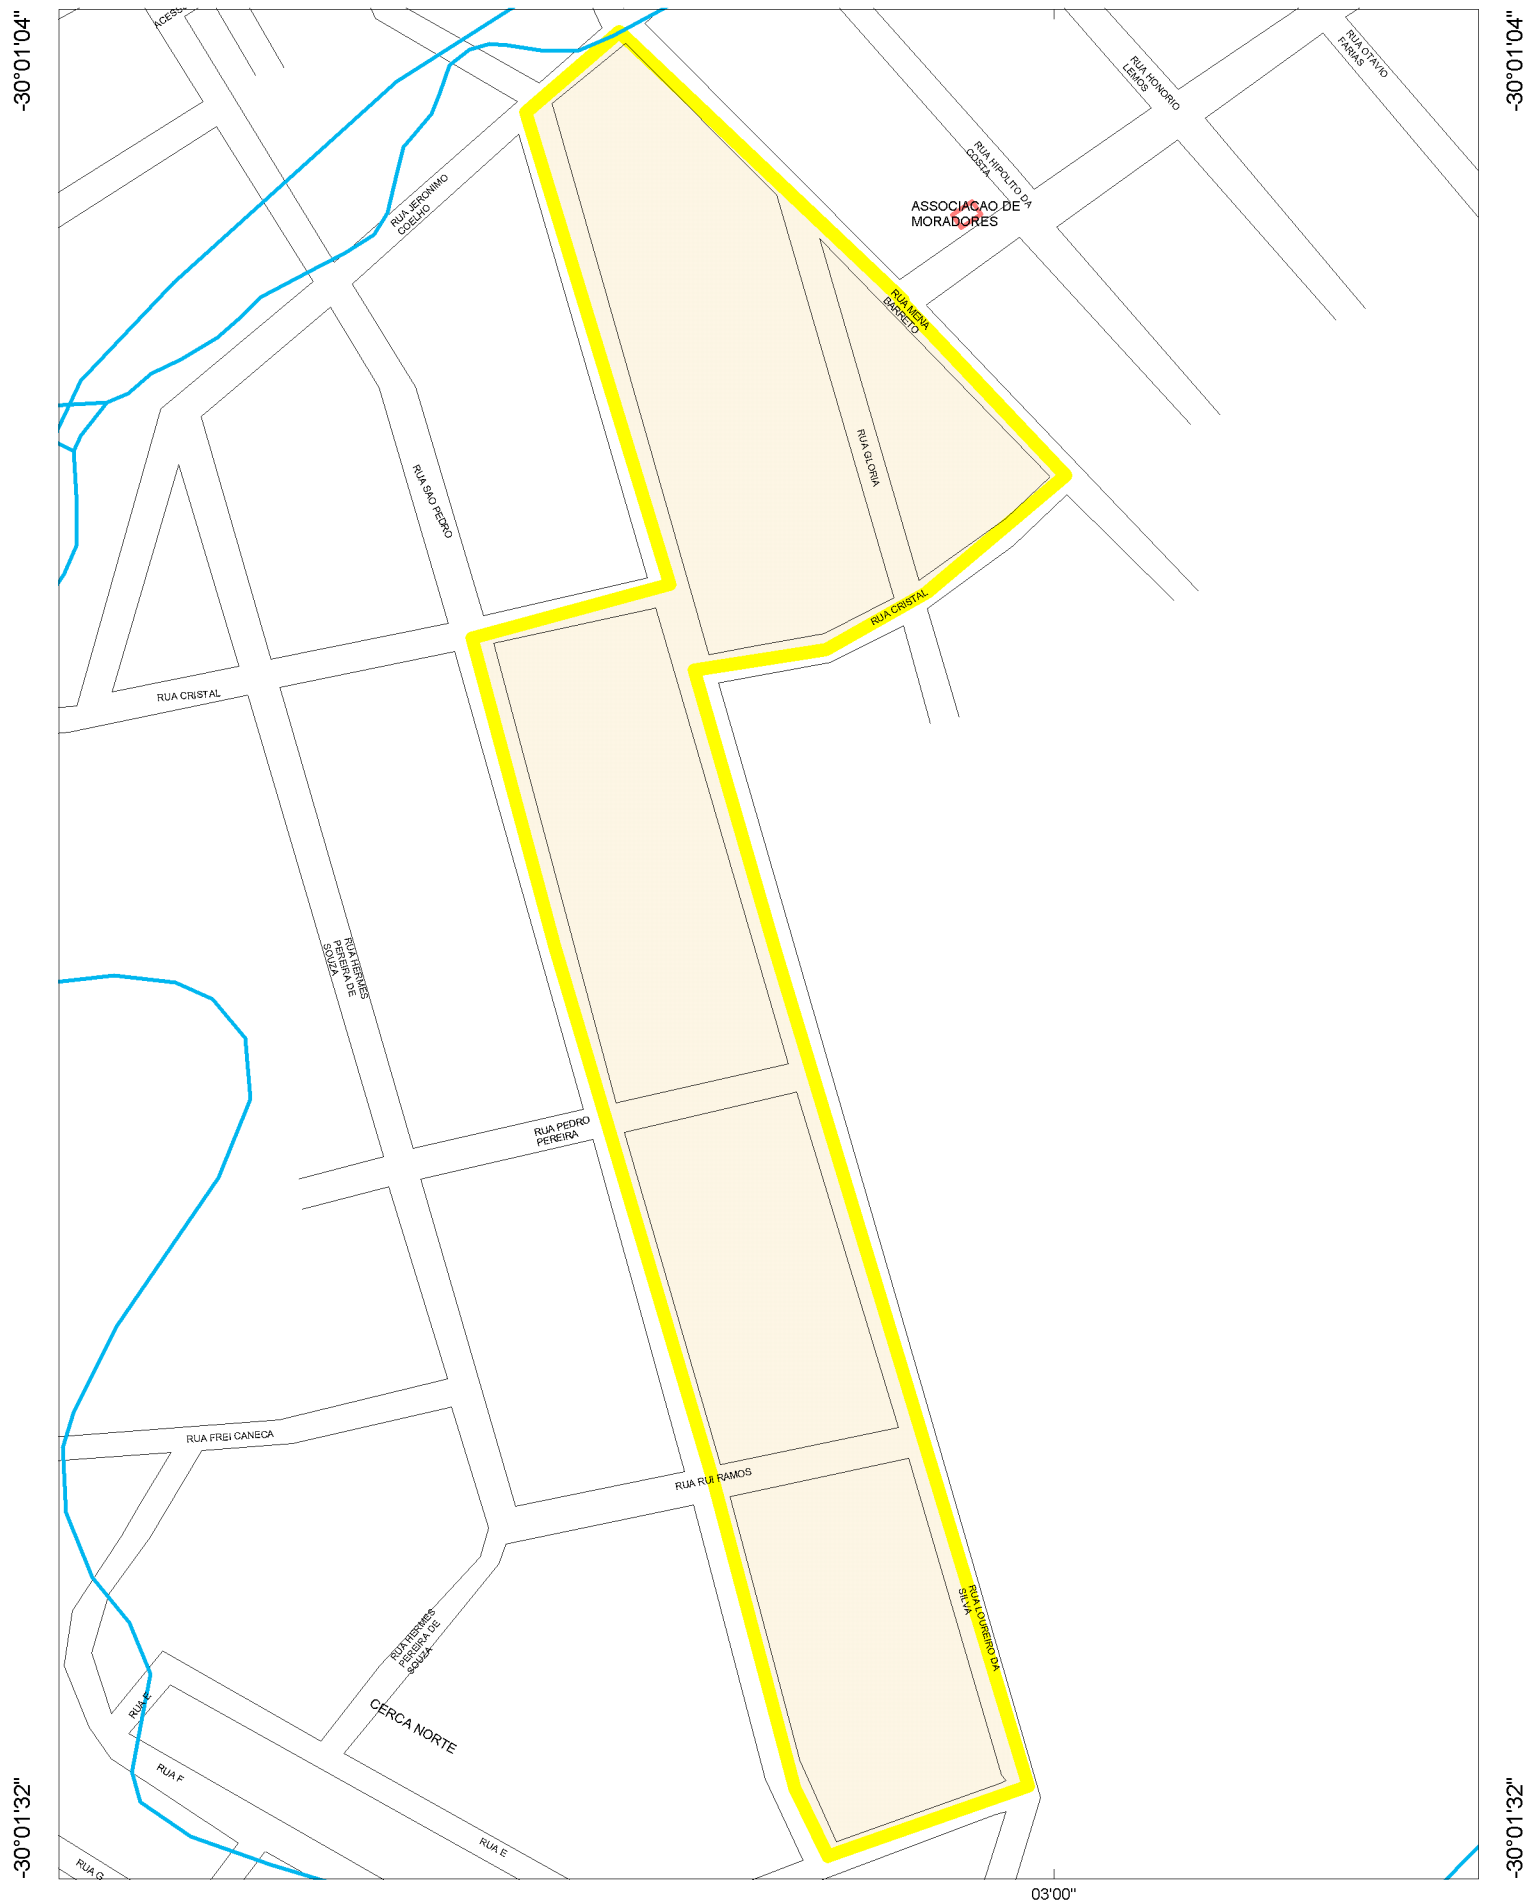 -30°01'04"
-30°01'04"
ACESSO
RUA OTAVIO
FARIAS
RUA HONORIO
LEMOS
RUA HIPOLITO DA
COSTA
RUA JERONIMO
COELHO
ASSOCIACAO DE
MORADORES
RUA MENA
BARRETO
RUA GLORIA
RUA SAO PEDRO
RUA CRISTAL
RUA CRISTAL
RUA HERMES
PEREIRA DE
SOUZA
RUA PEDRO
PEREIRA
RUA FREI CANECA
RUA RUI RAMOS
RUA LOUREIRO DA
SILVA
RUA HERMES
PEREIRA DE
SOUZA
RUA E
CERCA NORTE
RUA F
RUA E
RUA G
-30°01'32"
-30°01'32"
03'00"